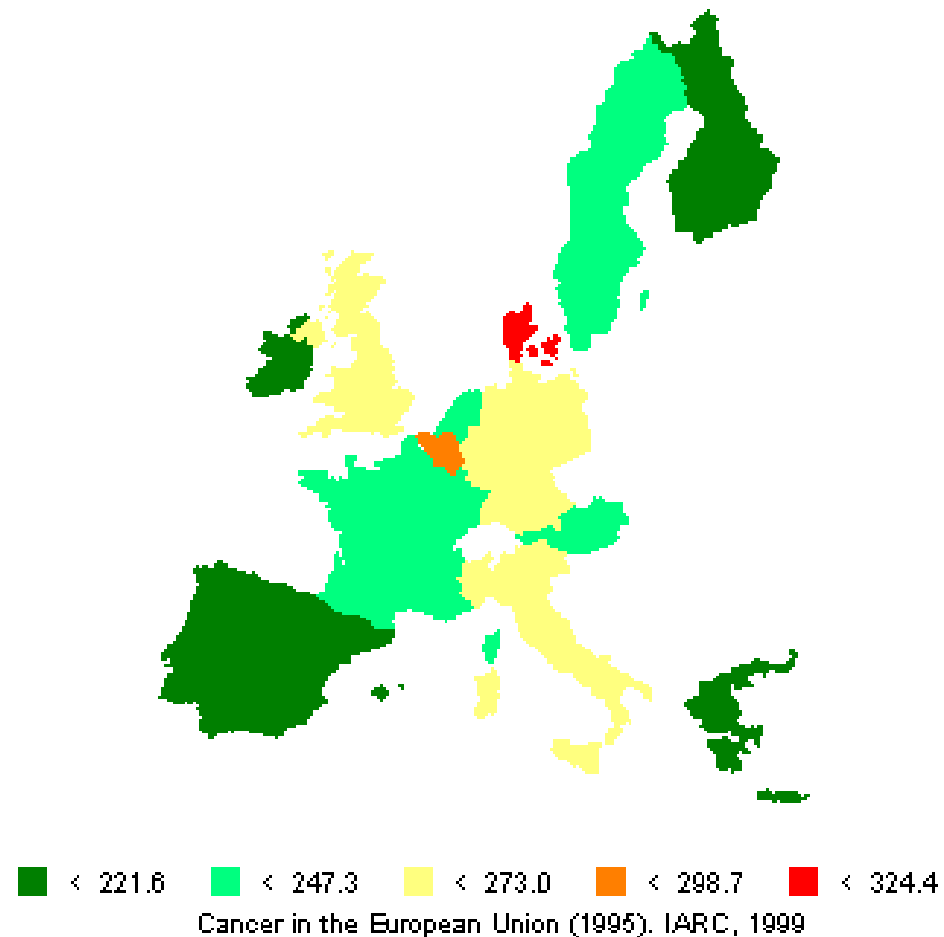 < 221.6 < 247.3 < 273.0 < 298.7 < 324.4
Cancer in the European Union (1995). IARC, 1999